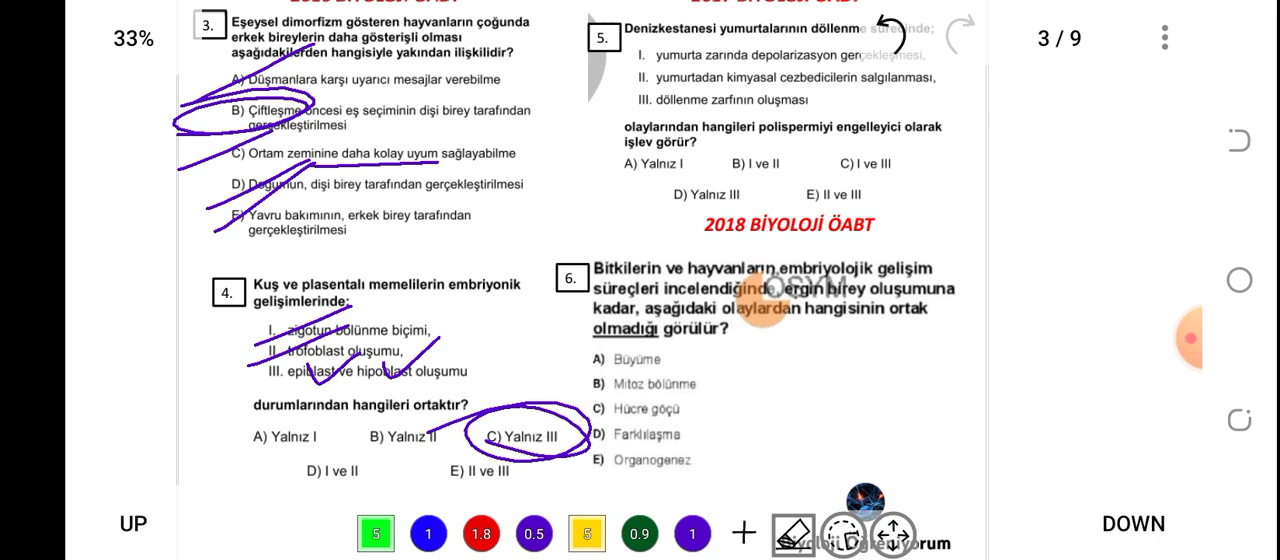 33%
3 / 9
3.
Eşeysel dimorfizm gösteren hayvanların çoğunda
erkek bireylerin daha gösterişli olması
aşağıdakilerden hangisiyle yakından ilişkilidir?
A) Düşmanlara karşı uyarıcı mesajlar verebilme
B) Çiftleşme öncesi eş seçiminin dişi birey tarafından
gerçekleştirilmesi
C) Ortam zeminine daha kolay uyum sağlayabilme
D) Doğumun, dişi birey tarafından gerçekleştirilmesi
E) Yavru bakımının, erkek birey tarafından
gerçekleştirilmesi
4.
Kuş ve plasentalı memelilerin embriyonik
gelişimlerinde;
I. zigotun bölünme biçimi,
II. trofoblast oluşumu,
III. epiblast ve hipoblast oluşumu
durumlarından hangileri ortaktır?
A) Yalnız I
B) Yalnız II
C) Yalnız III
D) I ve II
E) II ve III
5.
Denizkestanesi yumurtalarının döllenme sürecinde;
I. yumurta zarında depolarizasyon gerçekleşmesi,
II. yumurtadan kimyasal cezbedicilerin salgılanması,
III. döllenme zarfının oluşması
olaylarından hangileri polispermiyi engelleyici olarak
işlev görür?
A) Yalnız I
B) I ve II
C) I ve III
D) Yalnız III
E) II ve III
2018 BİYOLOJİ ÖABT
6.
Bitkilerin ve hayvanların embriyolojik gelişim
süreçleri incelendiğinde, ergin birey oluşumuna
kadar, aşağıdaki olaylardan hangisinin ortak
olmadığı görülür?
ÖSYM
A) Büyüme
B) Mitoz bölünme
C) Hücre göçü
D) Farklılaşma
E) Organogenez
UP
5
1
1.8
0.5
5
0.9
1
DOWN